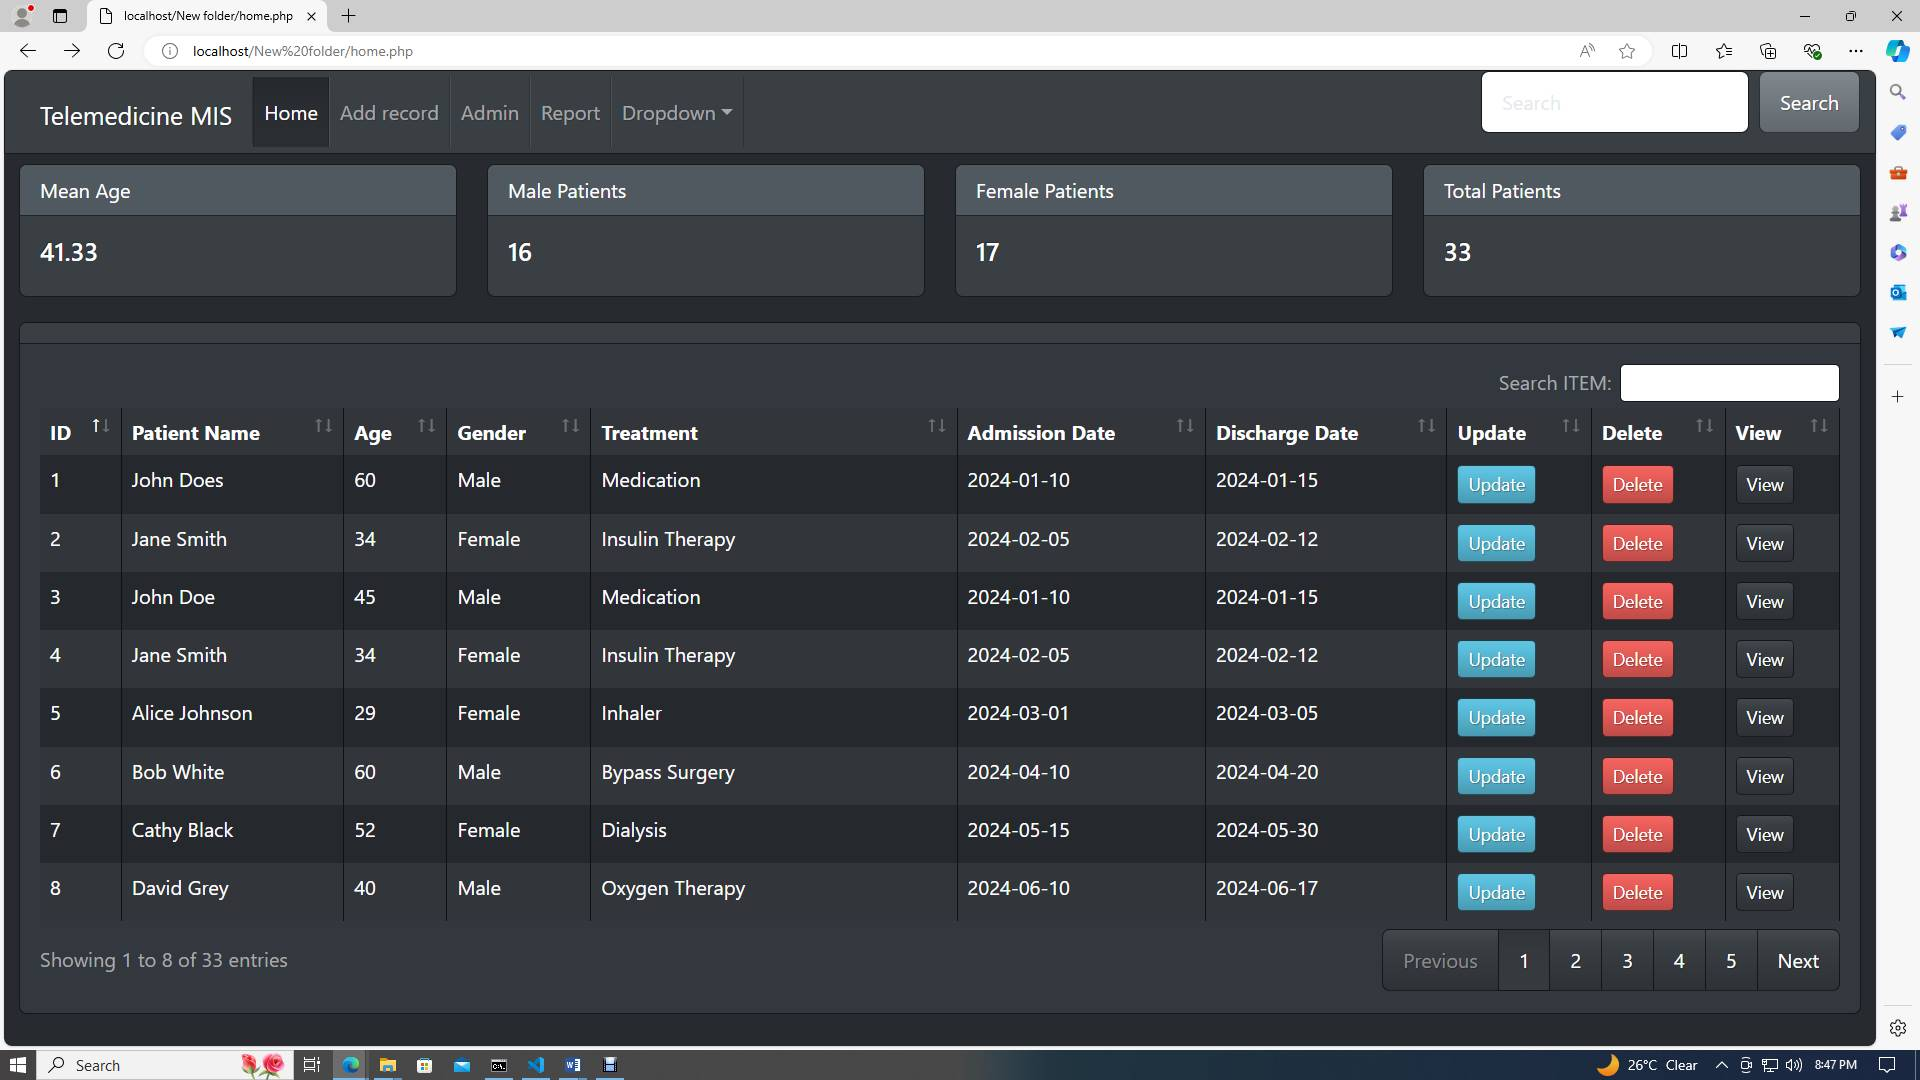 localhost/New folder/home.php
localhost/New%20folder/home.php
Telemedicine MIS Home Add record Admin Report Dropdown Search Search
Mean Age Male Patients Female Patients Total Patients
41.33 16 17 33
Search ITEM:
ID Patient Name Age Gender Treatment Admission Date Discharge Date Update Delete View
1 John Does 60 Male Medication 2024-01-10 2024-01-15 Update Delete View
2 Jane Smith 34 Female Insulin Therapy 2024-02-05 2024-02-12 Update Delete View
3 John Doe 45 Male Medication 2024-01-10 2024-01-15 Update Delete View
4 Jane Smith 34 Female Insulin Therapy 2024-02-05 2024-02-12 Update Delete View
5 Alice Johnson 29 Female Inhaler 2024-03-01 2024-03-05 Update Delete View
6 Bob White 60 Male Bypass Surgery 2024-04-10 2024-04-20 Update Delete View
7 Cathy Black 52 Female Dialysis 2024-05-15 2024-05-30 Update Delete View
8 David Grey 40 Male Oxygen Therapy 2024-06-10 2024-06-17 Update Delete View
Showing 1 to 8 of 33 entries Previous 1 2 3 4 5 Next
Search 26°C Clear 8:47 PM